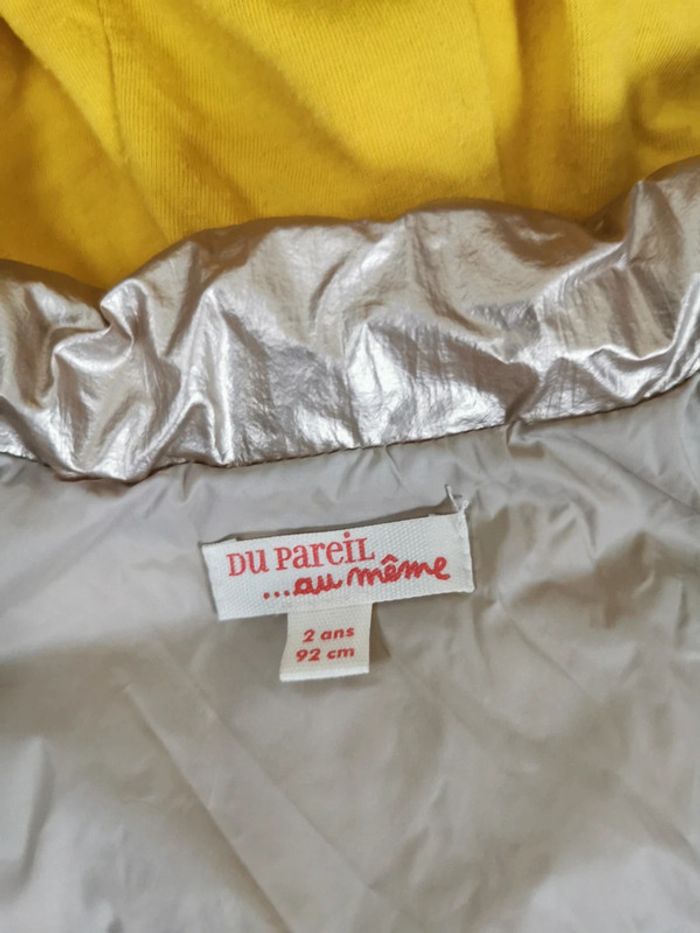 DU PAREIL
...au même
2 ans
92 cm